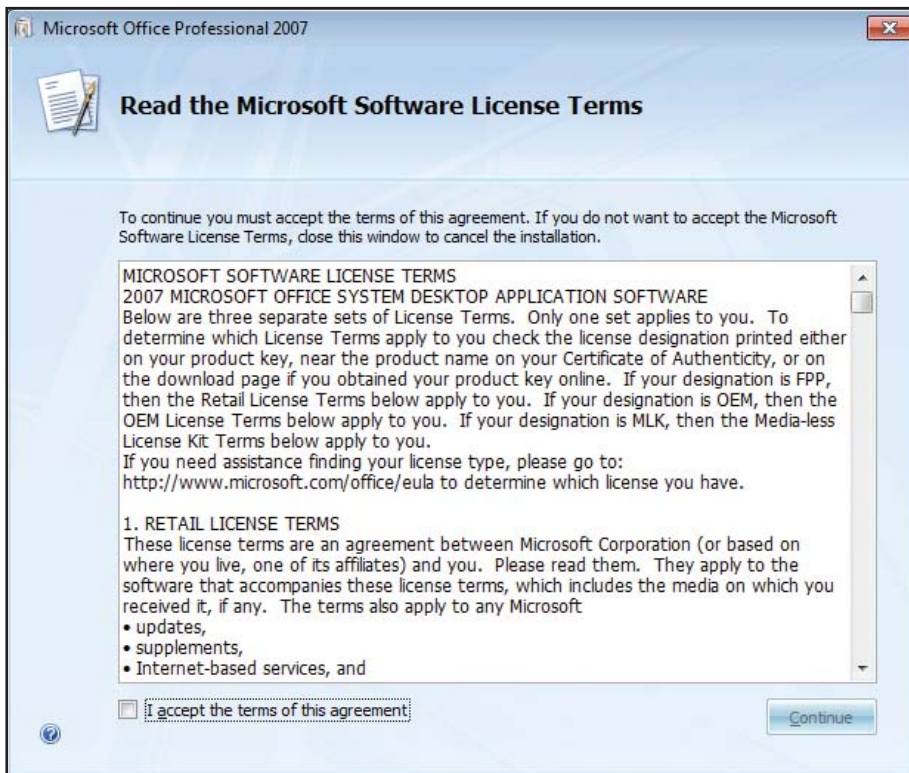 Microsoft Office Professional 2007
Read the Microsoft Software License Terms
To continue you must accept the terms of this agreement. If you do not want to accept the Microsoft
Software License Terms, close this window to cancel the installation.
MICROSOFT SOFTWARE LICENSE TERMS
2007 MICROSOFT OFFICE SYSTEM DESKTOP APPLICATION SOFTWARE
Below are three separate sets of License Terms. Only one set applies to you. To
determine which License Terms apply to you check the license designation printed either
on your product key, near the product name on your Certificate of Authenticity, or on
the download page if you obtained your product key online. If your designation is FPP,
then the Retail License Terms below apply to you. If your designation is OEM, then the
OEM License Terms below apply to you. If your designation is MLK, then the Media-less
License Kit Terms below apply to you.
If you need assistance finding your license type, please go to:
http://www.microsoft.com/office/eula to determine which license you have.
1. RETAIL LICENSE TERMS
These license terms are an agreement between Microsoft Corporation (or based on
where you live, one of its affiliates) and you. Please read them. They apply to the
software that accompanies these license terms, which includes the media on which you
received it, if any. The terms also apply to any Microsoft
• updates,
• supplements,
• Internet-based services, and
I accept the terms of this agreement
Continue